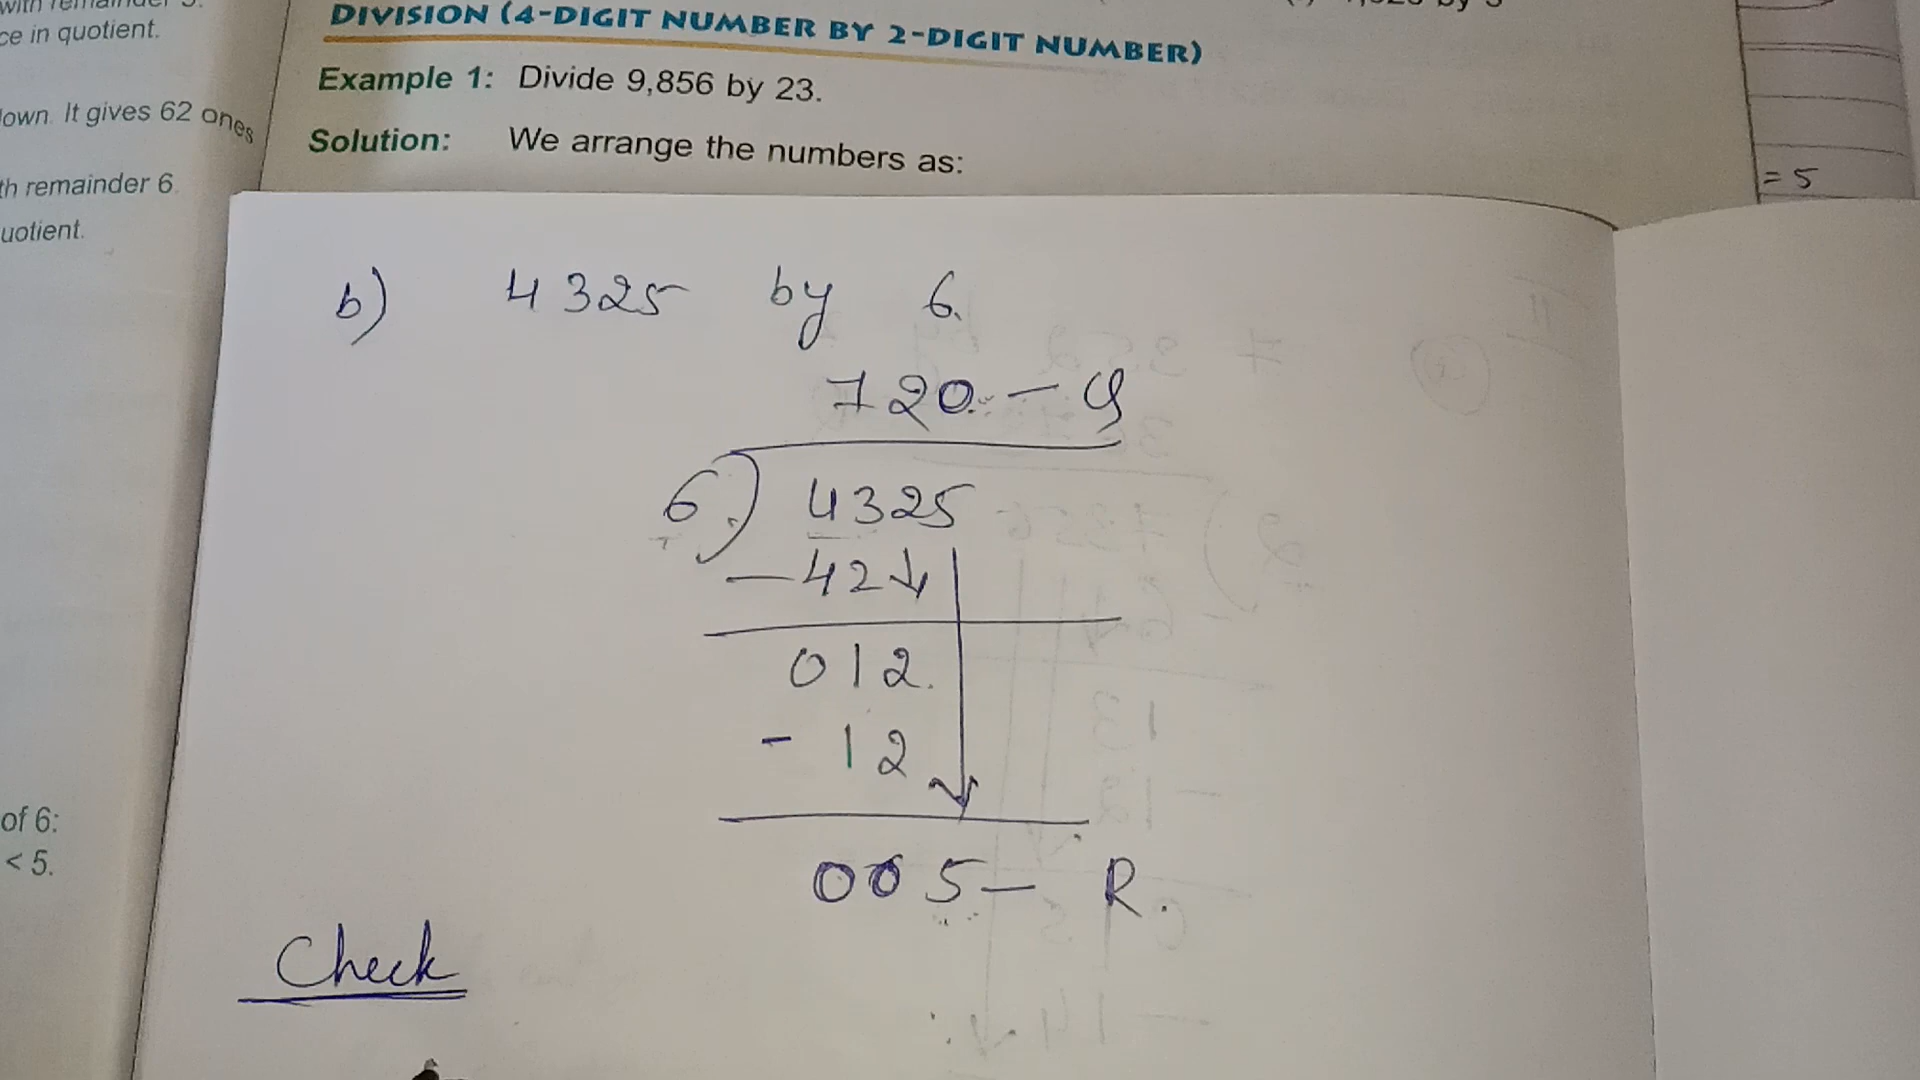 ce in quotient.
own. It gives 62 ones
th remainder 6.
uotient.
of 6:
< 5.
DIVISION (4-DIGIT NUMBER BY 2-DIGIT NUMBER)
Example 1: Divide 9,856 by 23.
Solution: We arrange the numbers as:
= 5
b) 4325 by 6.
720 - Q
6) 4325
- 42↓
012.
- 12
005 - R.
Check